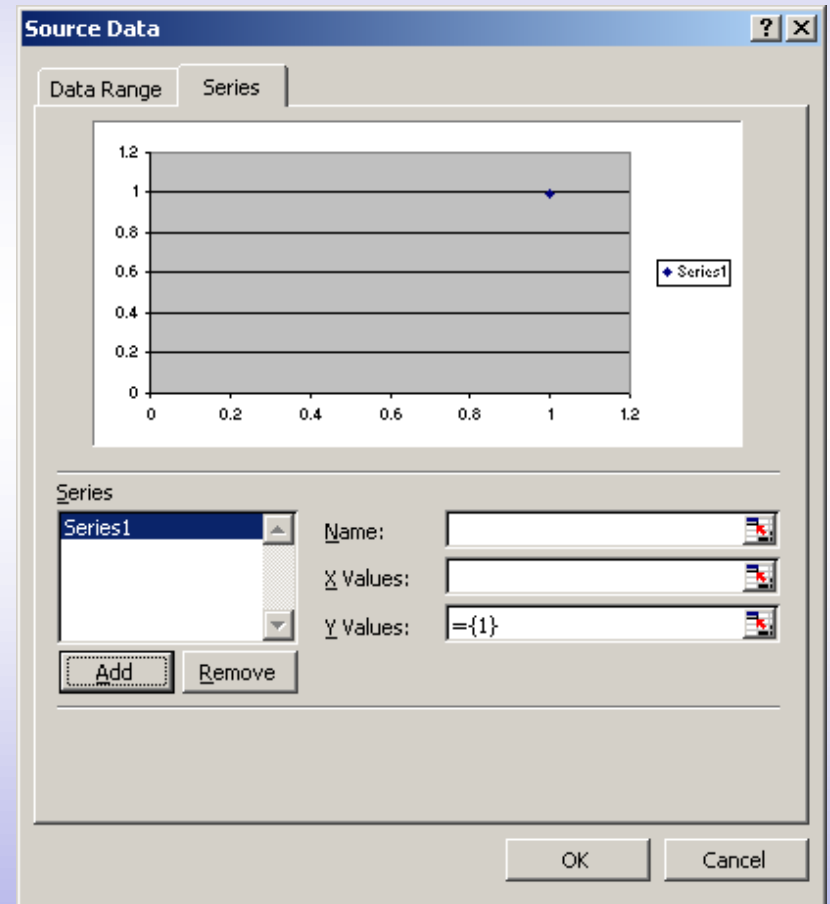 Source Data
Data Range Series
1.2
1
0.8
0.6
0.4
0.2
0
0 0.2 0.4 0.6 0.8 1 1.2
Series1
Series
Series1
Name:
X Values:
Y Values: ={1}
Add Remove
OK Cancel